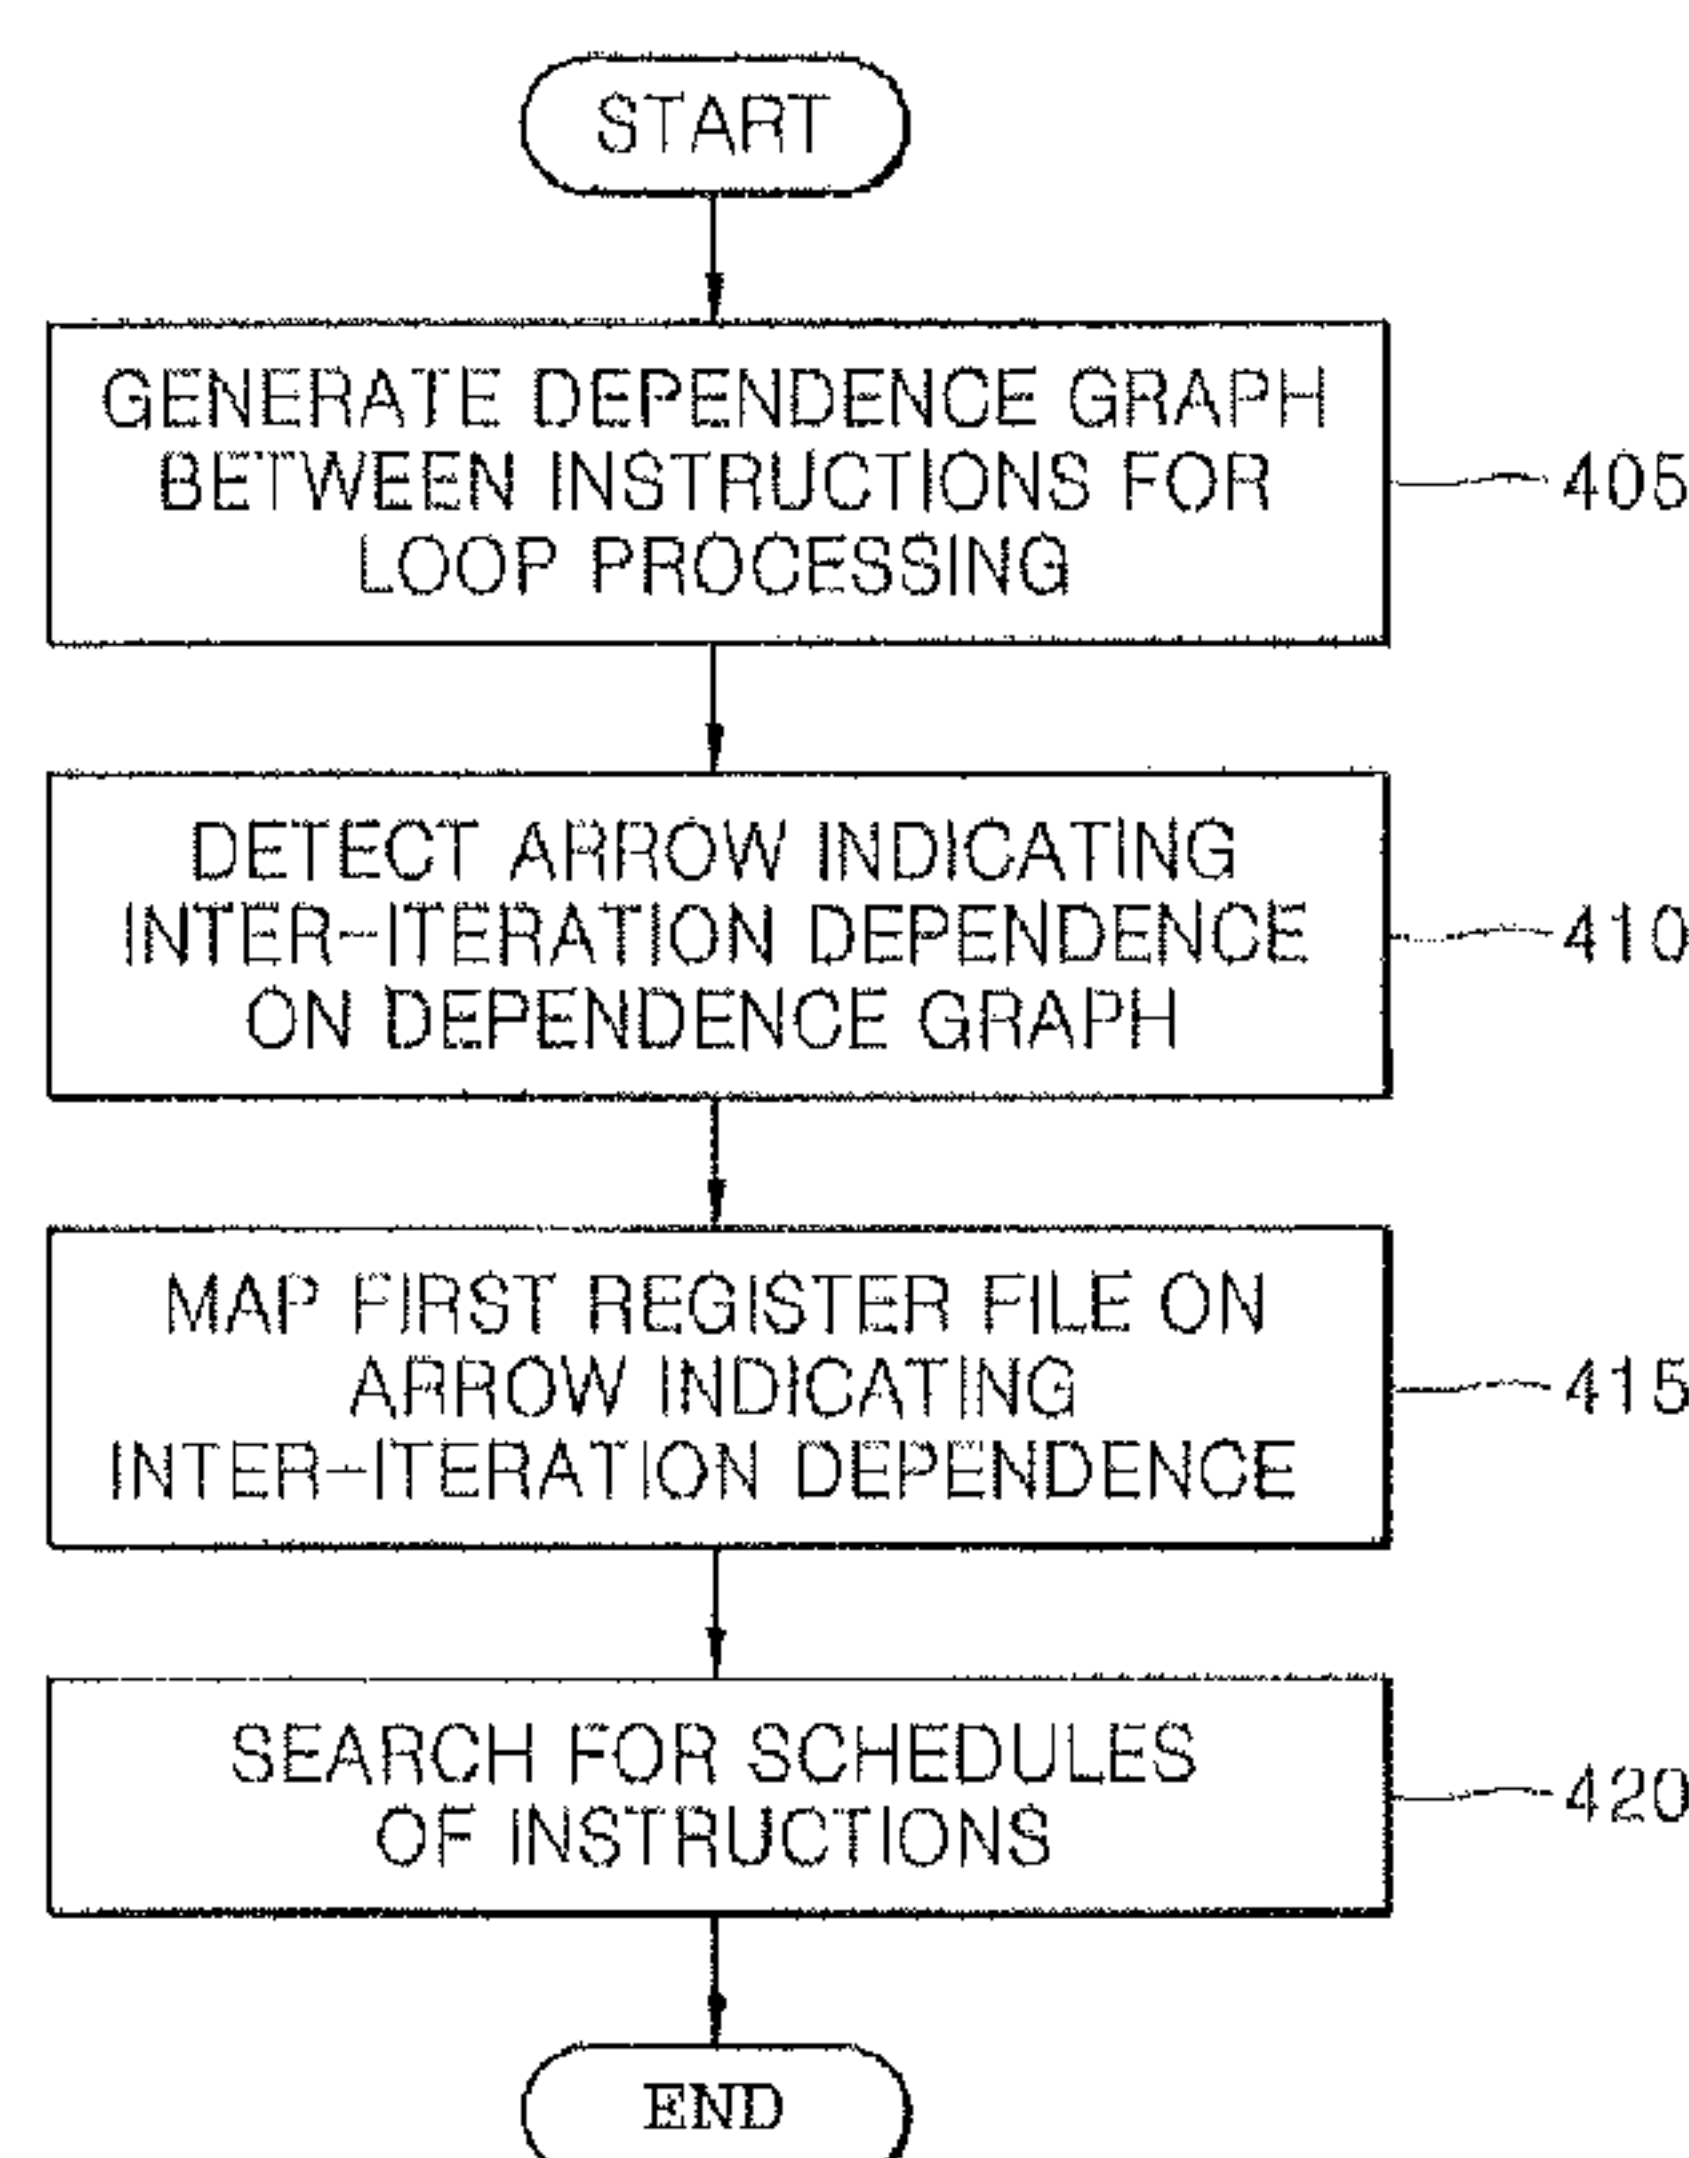 START
GENERATE DEPENDENCE GRAPH
BETWEEN INSTRUCTIONS FOR
LOOP PROCESSING
405
DETECT ARROW INDICATING
INTER-ITERATION DEPENDENCE
ON DEPENDENCE GRAPH
410
MAP FIRST REGISTER FILE ON
ARROW INDICATING
INTER-ITERATION DEPENDENCE
415
SEARCH FOR SCHEDULES
OF INSTRUCTIONS
420
END